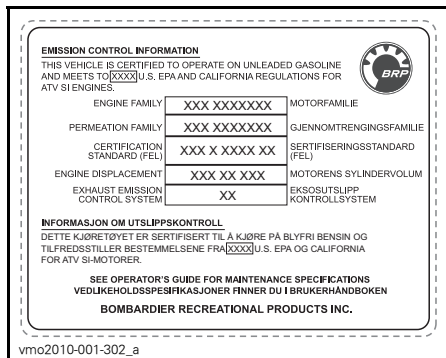 EMISSION CONTROL INFORMATION
THIS VEHICLE IS CERTIFIED TO OPERATE ON UNLEADED GASOLINE
AND MEETS TO XXXX U.S. EPA AND CALIFORNIA REGULATIONS FOR
ATV SI ENGINES.
BRP
ENGINE FAMILY XXX XXXXXXX MOTORFAMILIE
PERMEATION FAMILY XXX XXXXXXX GJENNOMTRENGINGSFAMILIE
CERTIFICATION STANDARD (FEL) XXX X XXXX XX SERTIFISERINGSSTANDARD (FEL)
ENGINE DISPLACEMENT XXX XX XXX MOTORENS SYLINDERVOLUM
EXHAUST EMISSION CONTROL SYSTEM XX EKSOSUTSLIPP KONTROLLSYSTEM
INFORMASJON OM UTSLIPPSKONTROLL
DETTE KJØRETØYET ER SERTIFISERT TIL Å KJØRE PÅ BLYFRI BENSIN OG
TILFREDSSTILLER BESTEMMELSENE FRA XXXX U.S. EPA OG CALIFORNIA
FOR ATV SI-MOTORER.
SEE OPERATOR'S GUIDE FOR MAINTENANCE SPECIFICATIONS
VEDLIKEHOLDSSPESIFIKASJONER FINNER DU I BRUKERHÅNDBOKEN
BOMBARDIER RECREATIONAL PRODUCTS INC.
vmo2010-001-302_a